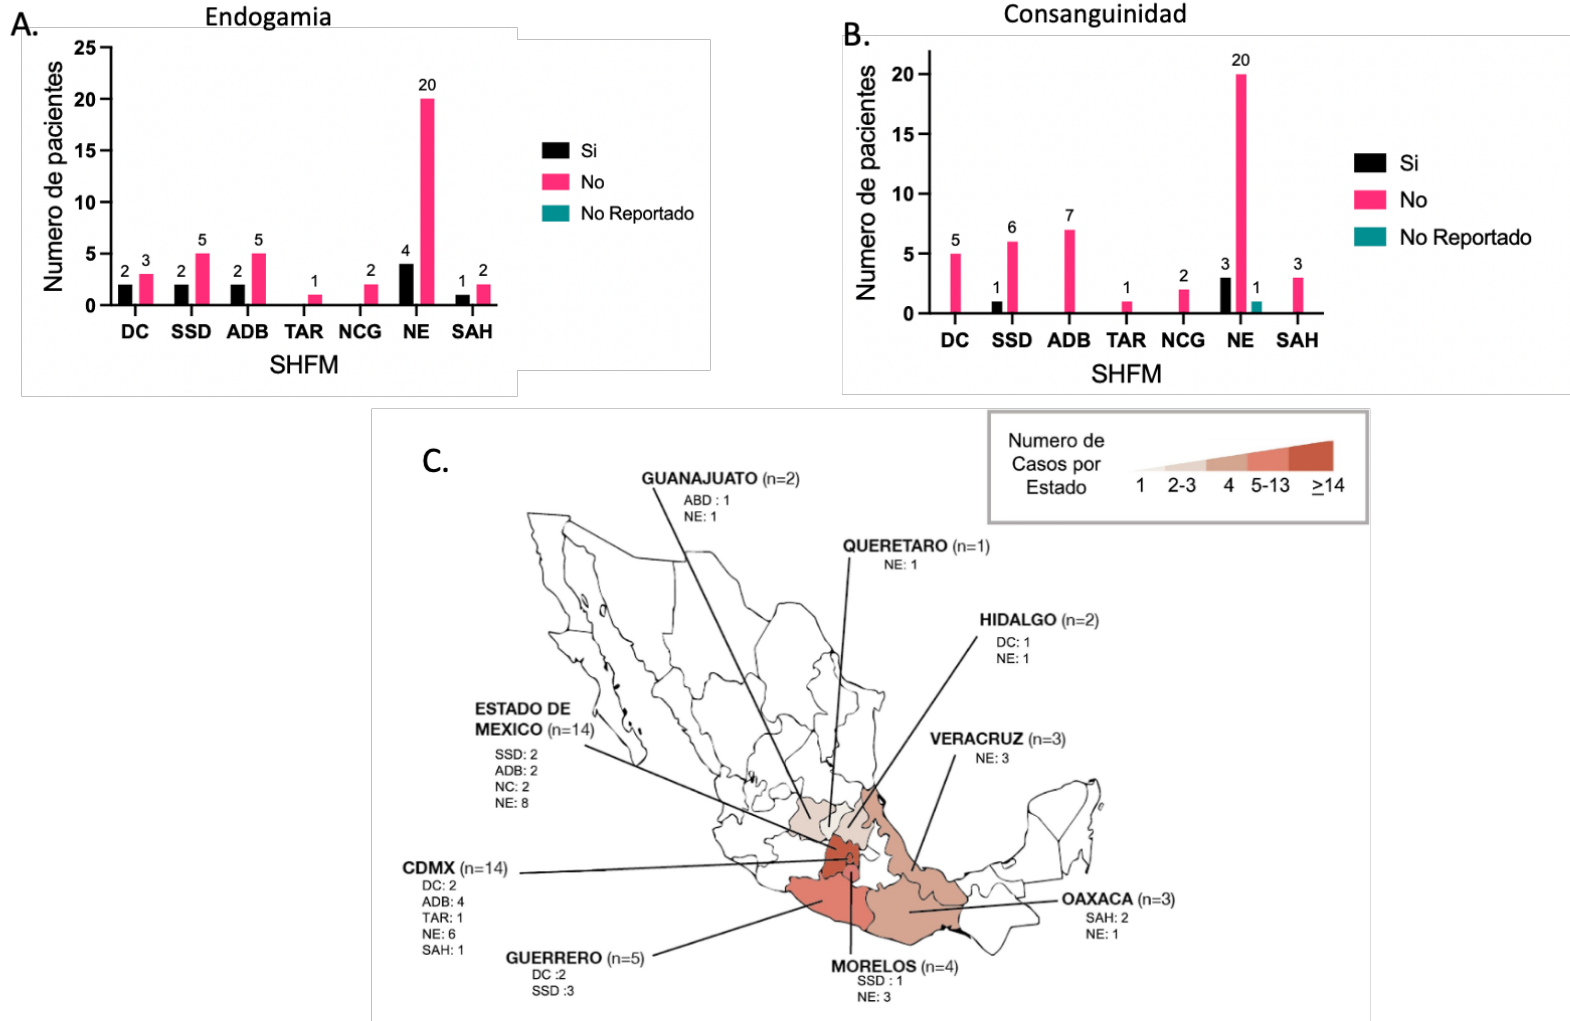 A.
Endogamia
Numero de pacientes
25
20
15
10
5
0
2
3
2
5
2
5
1
2
4
20
1
2
DC
SSD
ADB
TAR
NCG
NE
SAH
SHFM
Si
No
No Reportado
B.
Consanguinidad
Numero de pacientes
20
15
10
5
0
5
1
6
7
1
2
3
20
1
3
DC
SSD
ADB
TAR
NCG
NE
SAH
SHFM
Si
No
No Reportado
C.
Numero de
Casos por
Estado
1
2-3
4
5-13
≥14
GUANAJUATO (n=2)
ABD : 1
NE: 1
QUERETARO (n=1)
NE: 1
HIDALGO (n=2)
DC: 1
NE: 1
ESTADO DE
MEXICO (n=14)
SSD: 2
ADB: 2
NC: 2
NE: 8
VERACRUZ (n=3)
NE: 3
CDMX (n=14)
DC: 2
ADB: 4
TAR: 1
NE: 6
SAH: 1
OAXACA (n=3)
SAH: 2
NE: 1
GUERRERO (n=5)
DC :2
SSD :3
MORELOS (n=4)
SSD : 1
NE: 3